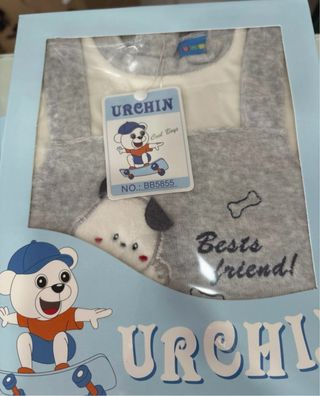 URCHIN
Cool Boys
NO.: BB5855
Bests
friend!
URCHIN